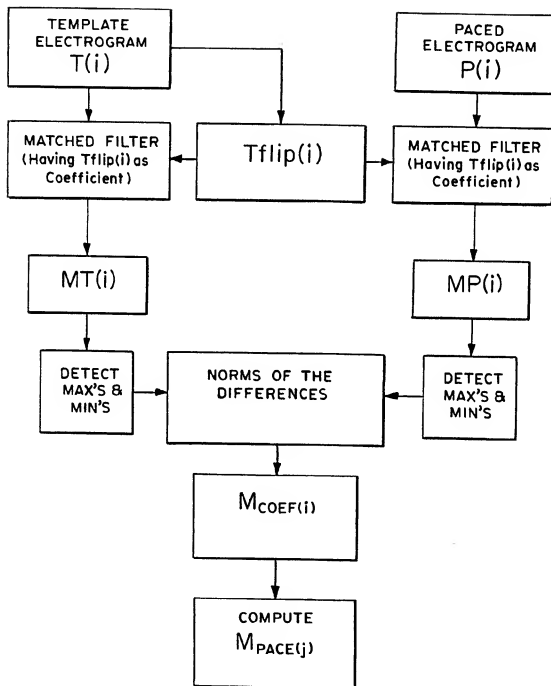 TEMPLATE
ELECTROGRAM
T(i)
PACED
ELECTROGRAM
P(i)
MATCHED FILTER
(Having Tflip(i) as
Coefficient)
Tflip(i)
MATCHED FILTER
(Having Tflip(i) as
Coefficient)
MT(i)
MP(i)
DETECT
MAX'S &
MIN'S
NORMS OF THE
DIFFERENCES
DETECT
MAX'S &
MIN'S
MCOEF(i)
COMPUTE
MPACE(j)